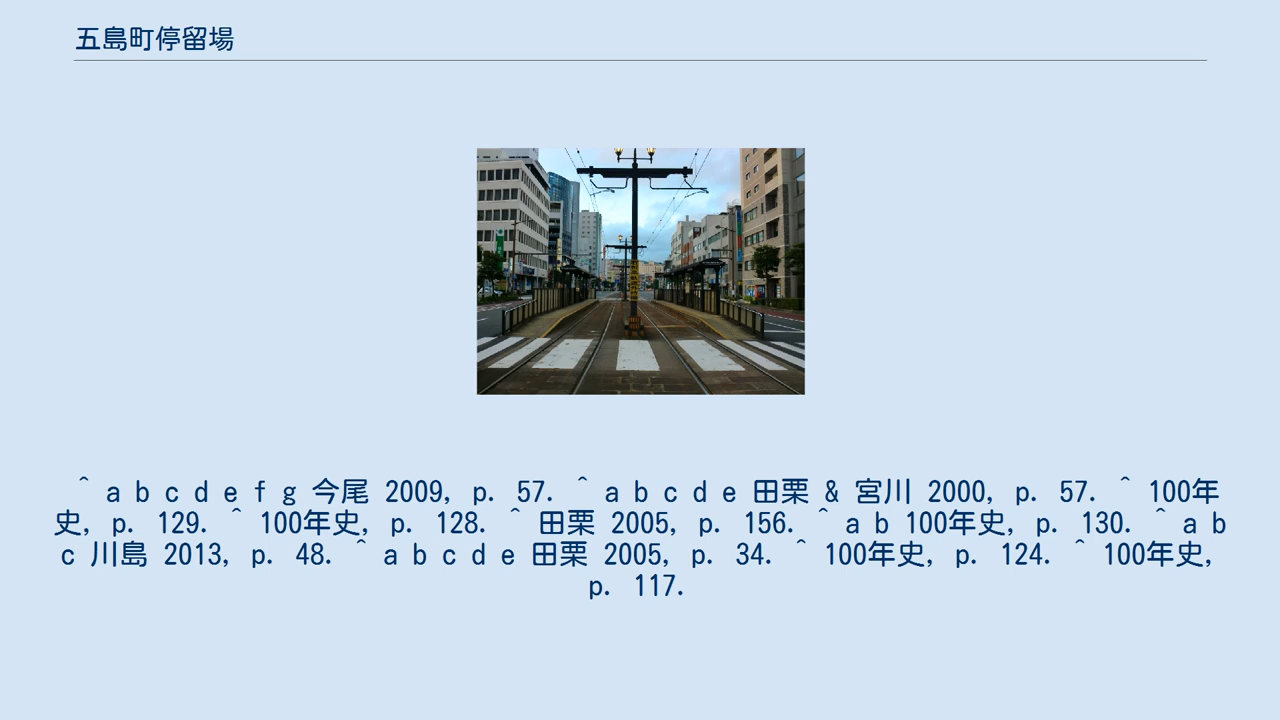 五島町停留場
^ a b c d e f g 今尾 2009, p. 57. ^ a b c d e 田栗 & 宮川 2000, p. 57. ^ 100年
史, p. 129. ^ 100年史, p. 128. ^ 田栗 2005, p. 156. ^ a b 100年史, p. 130. ^ a b
c 川島 2013, p. 48. ^ a b c d e 田栗 2005, p. 34. ^ 100年史, p. 124. ^ 100年史,
p. 117.